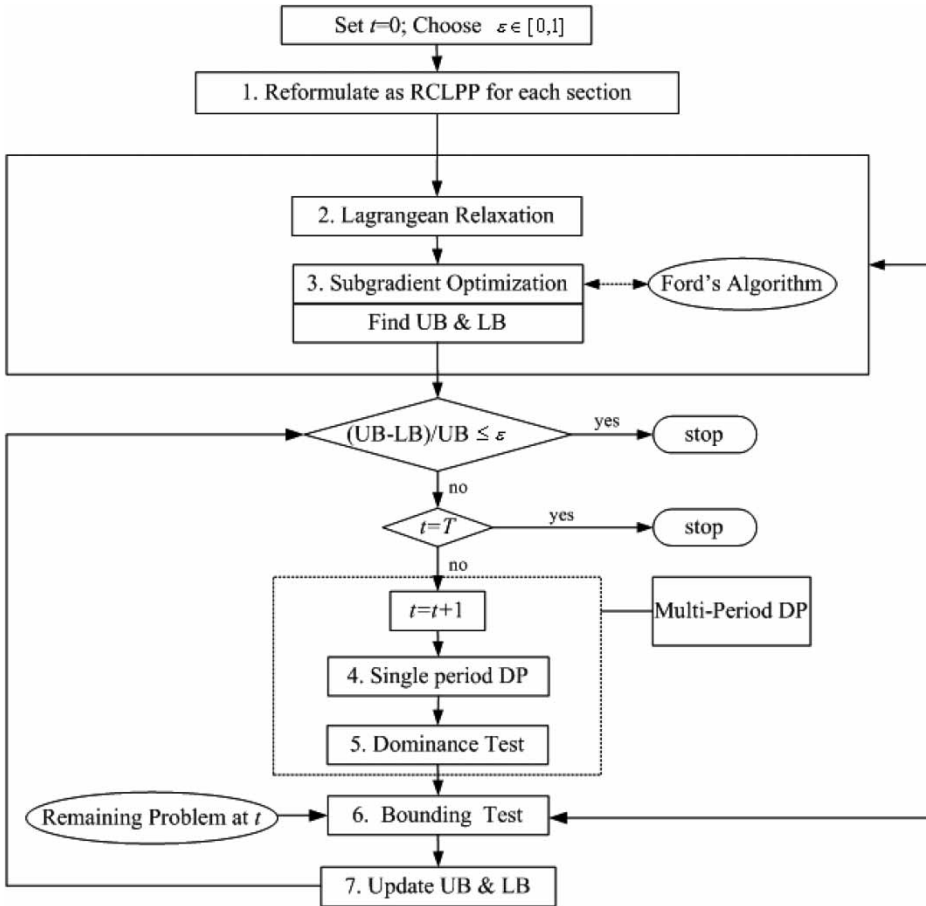 Set t=0; Choose ε∈[0,1]
1. Reformulate as RCLPP for each section
2. Lagrangean Relaxation
3. Subgradient Optimization
Ford's Algorithm
Find UB & LB
(UB-LB)/UB ≤ ε
yes
stop
no
t=T
yes
stop
no
t=t+1
Multi-Period DP
4. Single period DP
5. Dominance Test
Remaining Problem at t
6. Bounding Test
7. Update UB & LB